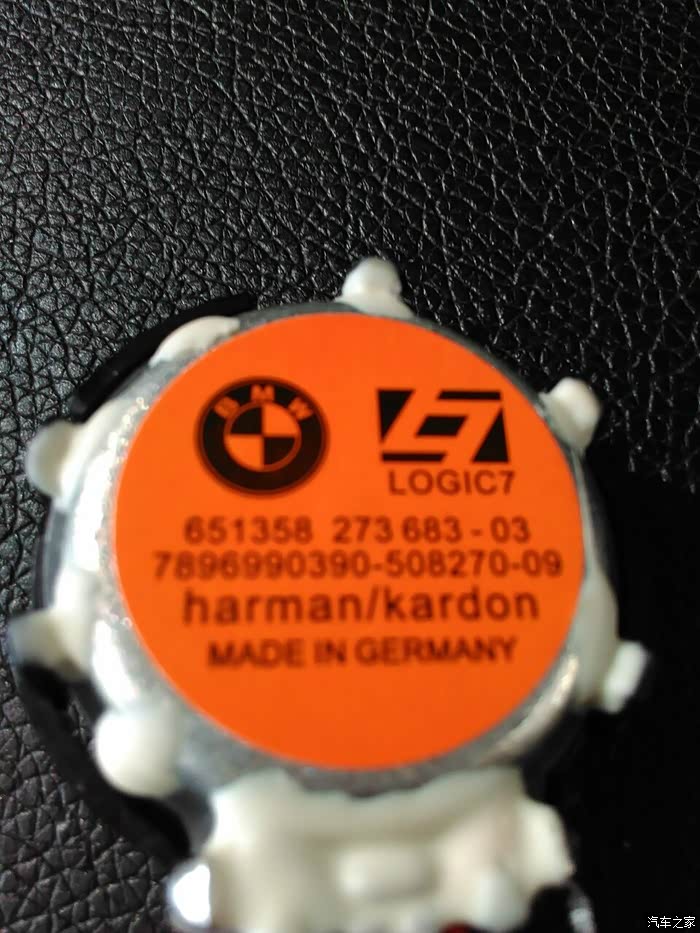 BMW
LOGIC7
651358 273 683 - 03
7896990390-508270-09
harman/kardon
MADE IN GERMANY
汽车之家